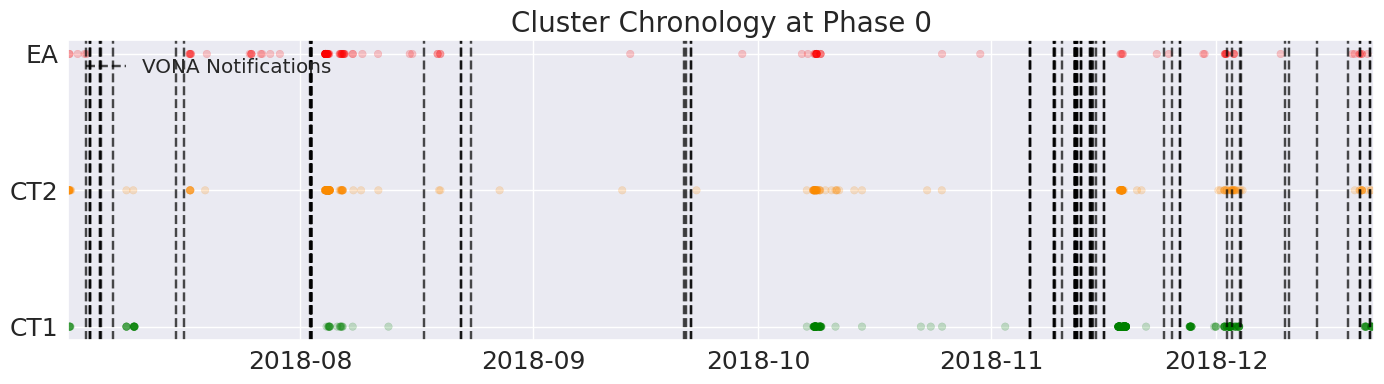 Cluster Chronology at Phase 0
EA
VONA Notifications
CT2
CT1
2018-08 2018-09 2018-10 2018-11 2018-12